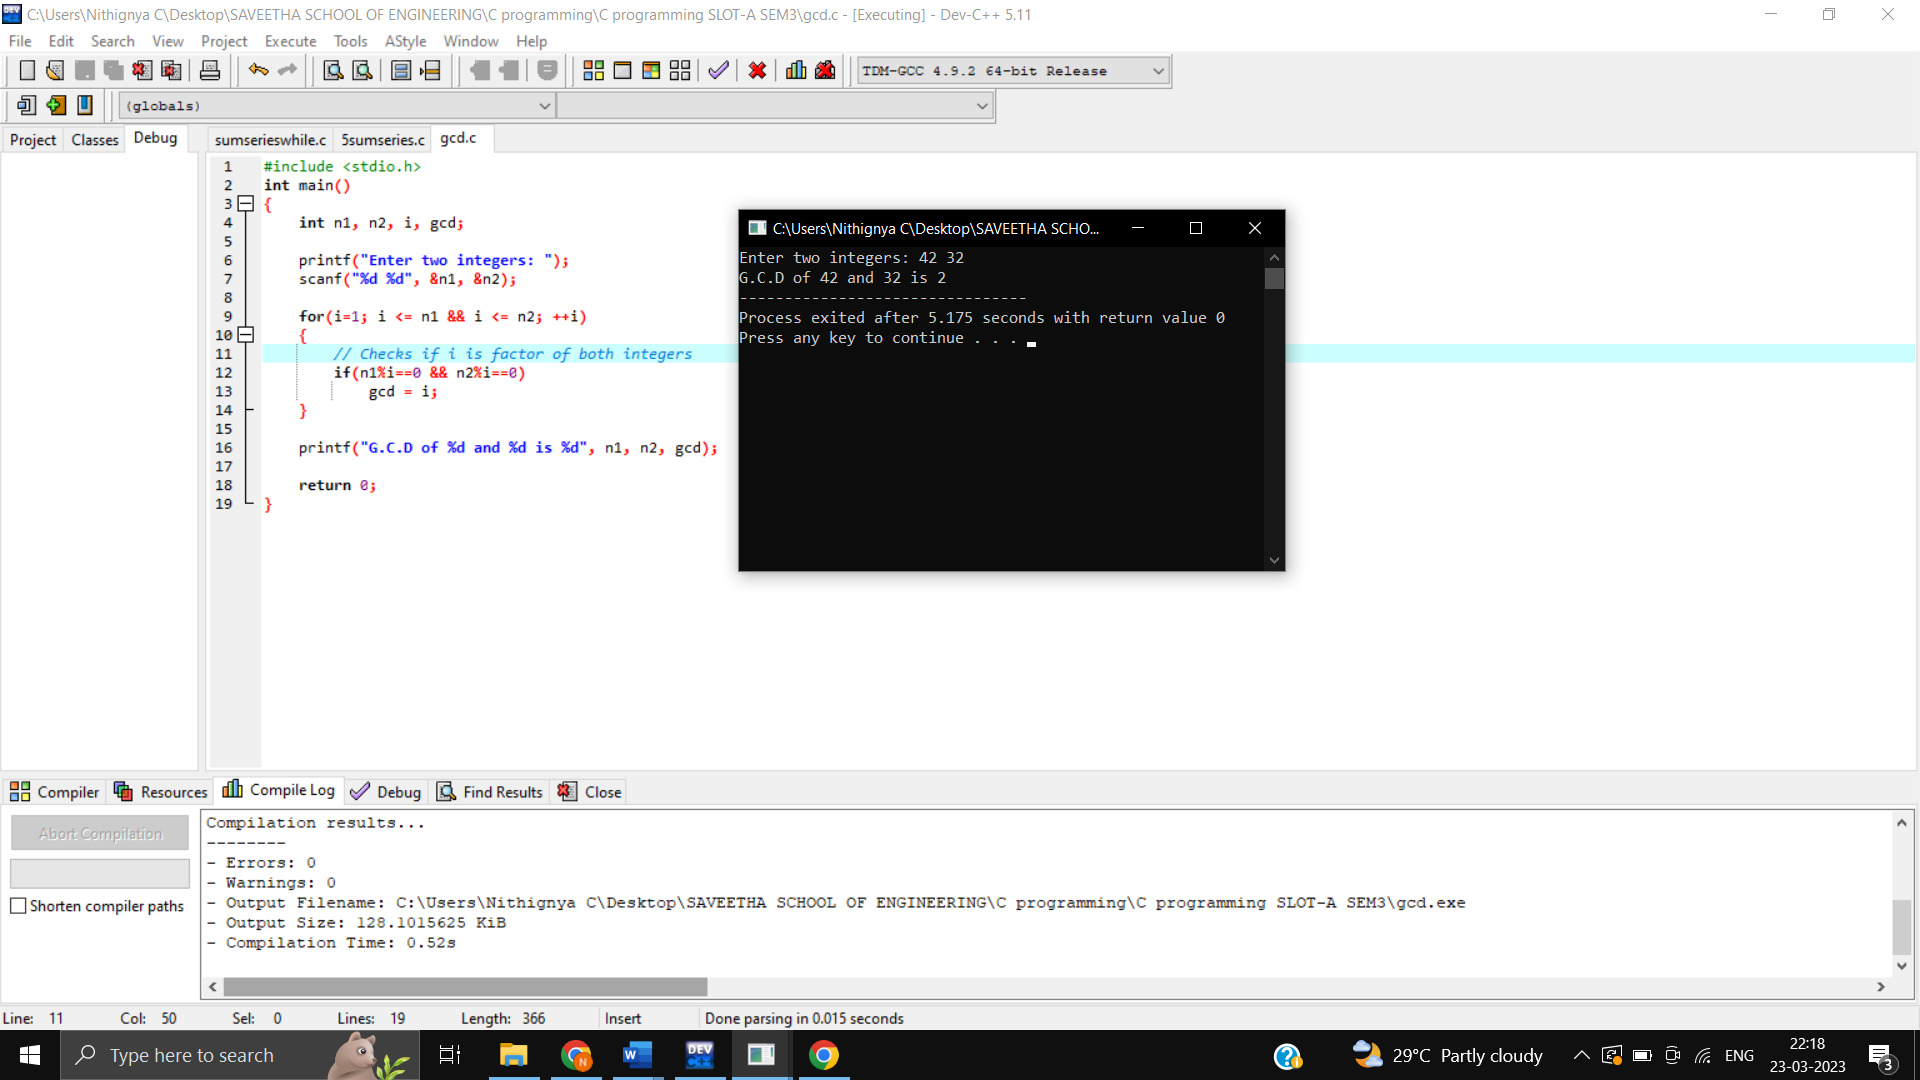 C:\Users\Nithignya C\Desktop\SAVEETHA SCHOOL OF ENGINEERING\C programming\C programming SLOT-A SEM3\gcd.c - [Executing] - Dev-C++ 5.11
File Edit Search View Project Execute Tools AStyle Window Help
TDM-GCC 4.9.2 64-bit Release
(globals)
Project Classes Debug
sumserieswhile.c 5sumseries.c gcd.c
1 #include <stdio.h>
2 int main()
3 {
4 int n1, n2, i, gcd;
5
6 printf("Enter two integers: ");
7 scanf("%d %d", &n1, &n2);
8
9 for(i=1; i <= n1 && i <= n2; ++i)
10 {
11 // Checks if i is factor of both integers
12 if(n1%i==0 && n2%i==0)
13 gcd = i;
14 }
15
16 printf("G.C.D of %d and %d is %d", n1, n2, gcd);
17
18 return 0;
19 }
C:\Users\Nithignya C\Desktop\SAVEETHA SCHO...
Enter two integers: 42 32
G.C.D of 42 and 32 is 2
--------------------------------
Process exited after 5.175 seconds with return value 0
Press any key to continue . . .
Compiler Resources Compile Log Debug Find Results Close
Abort Compilation
Shorten compiler paths
Compilation results...
--------
- Errors: 0
- Warnings: 0
- Output Filename: C:\Users\Nithignya C\Desktop\SAVEETHA SCHOOL OF ENGINEERING\C programming\C programming SLOT-A SEM3\gcd.exe
- Output Size: 128.1015625 KiB
- Compilation Time: 0.52s
Line: 11 Col: 50 Sel: 0 Lines: 19 Length: 366 Insert Done parsing in 0.015 seconds
Type here to search
N
W
DEV
C++
29°C Partly cloudy
ENG
22:18
23-03-2023
3